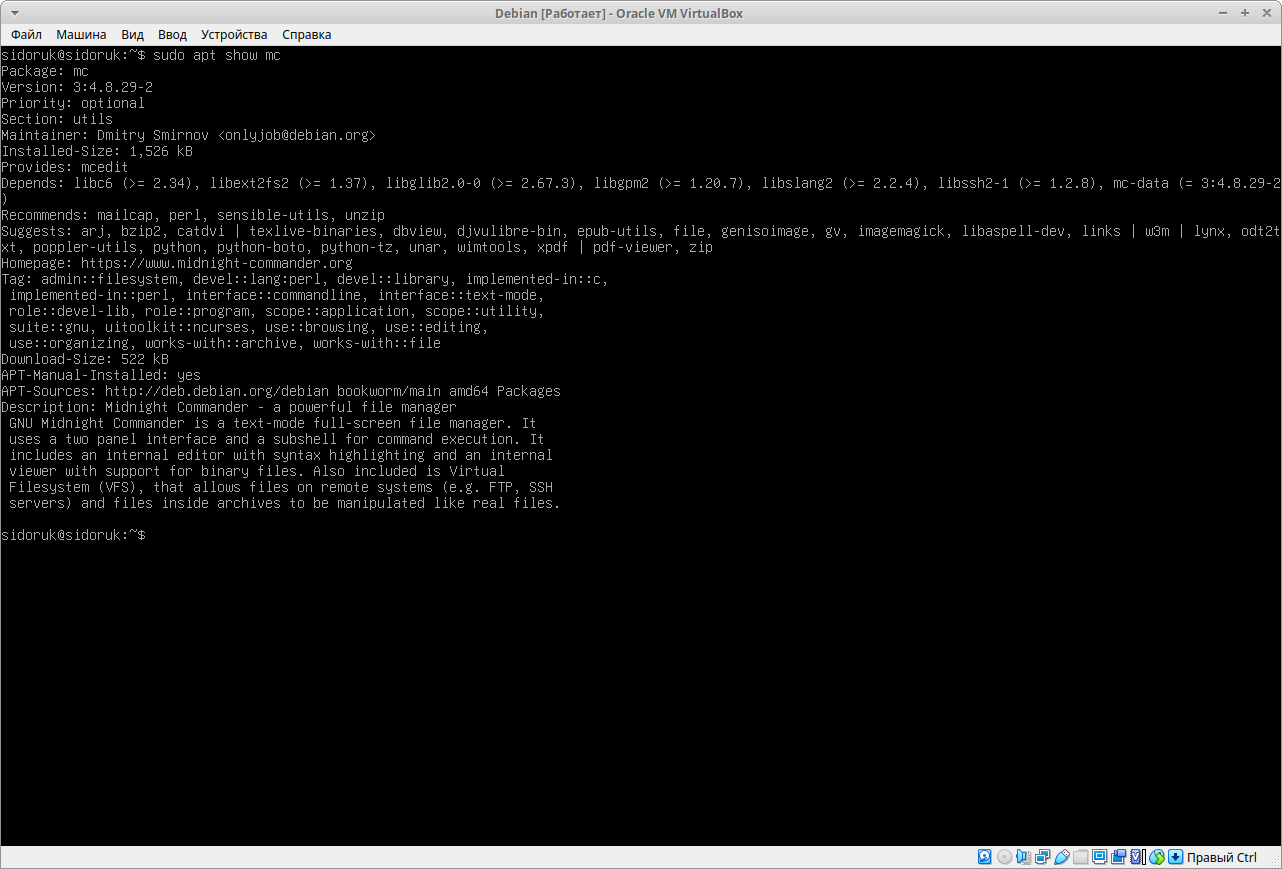 Debian [Работает] - Oracle VM VirtualBox
Файл Машина Вид Ввод Устройства Справка
sidoruk@sidoruk:~$ sudo apt show mc
Package: mc
Version: 3:4.8.29-2
Priority: optional
Section: utils
Maintainer: Dmitry Smirnov <onlyjob@debian.org>
Installed-Size: 1,526 kB
Provides: mcedit
Depends: libc6 (>= 2.34), libext2fs2 (>= 1.37), libglib2.0-0 (>= 2.67.3), libgpm2 (>= 1.20.7), libslang2 (>= 2.2.4), libssh2-1 (>= 1.2.8), mc-data (= 3:4.8.29-2
)
Recommends: mailcap, perl, sensible-utils, unzip
Suggests: arj, bzip2, catdvi | texlive-binaries, dbview, djvulibre-bin, epub-utils, file, genisoimage, gv, imagemagick, libaspell-dev, links | w3m | lynx, odt2t
xt, poppler-utils, python, python-boto, python-tz, unar, wimtools, xpdf | pdf-viewer, zip
Homepage: https://www.midnight-commander.org
Tag: admin::filesystem, devel::lang:perl, devel::library, implemented-in::c,
 implemented-in::perl, interface::commandline, interface::text-mode,
 role::devel-lib, role::program, scope::application, scope::utility,
 suite::gnu, uitoolkit::ncurses, use::browsing, use::editing,
 use::organizing, works-with::archive, works-with::file
Download-Size: 522 kB
APT-Manual-Installed: yes
APT-Sources: http://deb.debian.org/debian bookworm/main amd64 Packages
Description: Midnight Commander - a powerful file manager
 GNU Midnight Commander is a text-mode full-screen file manager. It
 uses a two panel interface and a subshell for command execution. It
 includes an internal editor with syntax highlighting and an internal
 viewer with support for binary files. Also included is Virtual
 Filesystem (VFS), that allows files on remote systems (e.g. FTP, SSH
 servers) and files inside archives to be manipulated like real files.
sidoruk@sidoruk:~$
Правый Ctrl